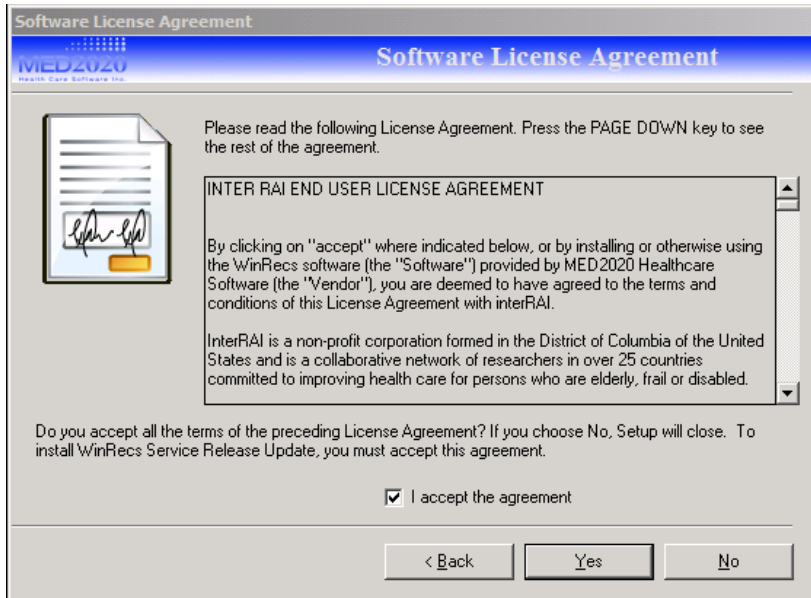 Software License Agreement
MED2020
Health Care Software Inc.
Software License Agreement
Please read the following License Agreement. Press the PAGE DOWN key to see
the rest of the agreement.
INTER RAI END USER LICENSE AGREEMENT
By clicking on "accept" where indicated below, or by installing or otherwise using
the WinRecs software (the "Software") provided by MED2020 Healthcare
Software (the "Vendor"), you are deemed to have agreed to the terms and
conditions of this License Agreement with interRAI.
InterRAI is a non-profit corporation formed in the District of Columbia of the United
States and is a collaborative network of researchers in over 25 countries
committed to improving health care for persons who are elderly, frail or disabled.
Do you accept all the terms of the preceding License Agreement? If you choose No, Setup will close. To
install WinRecs Service Release Update, you must accept this agreement.
I accept the agreement
< Back
Yes
No